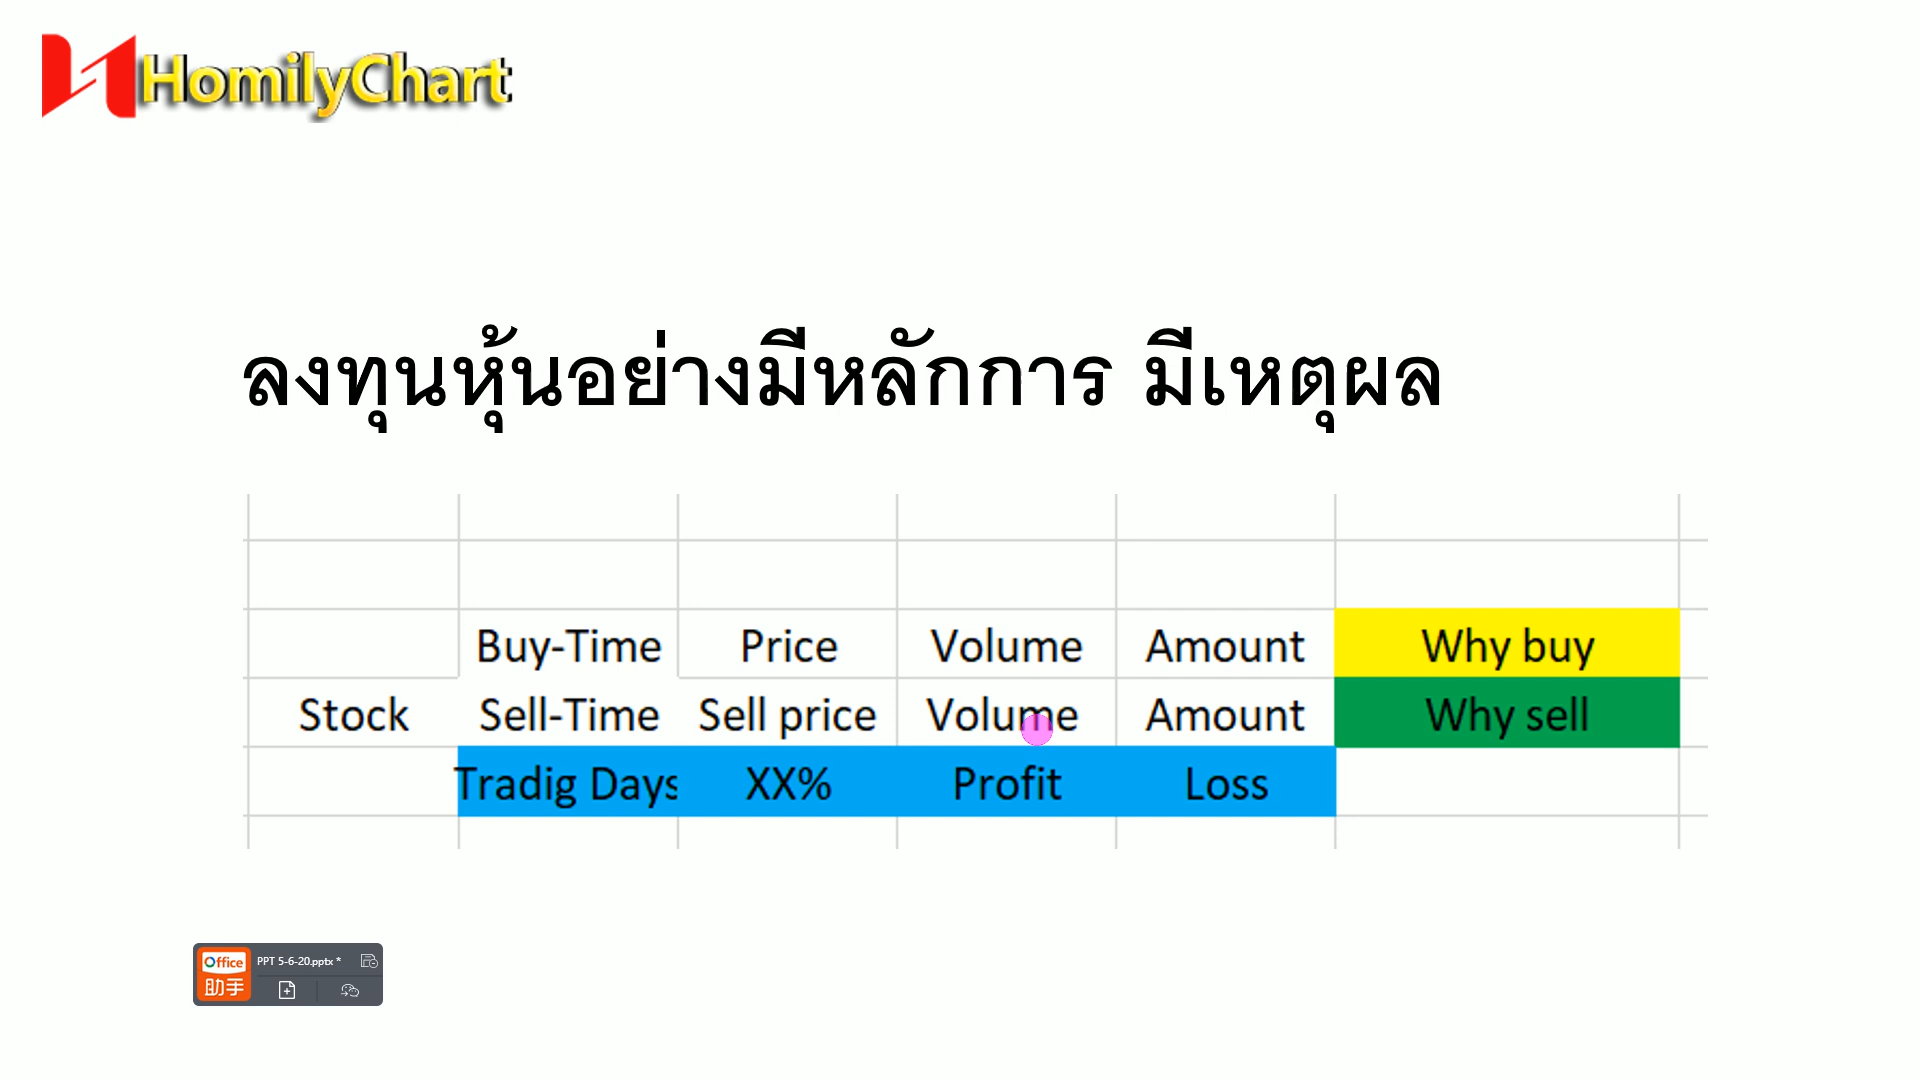 HomilyChart
ลงทุนหุ้นอย่างมีหลักการ มีเหตุผล
Buy-Time Price Volume Amount Why buy
Stock Sell-Time Sell price Volume Amount Why sell
Tradig Days XX% Profit Loss
Office PPT 5-6-20.pptx *
助手